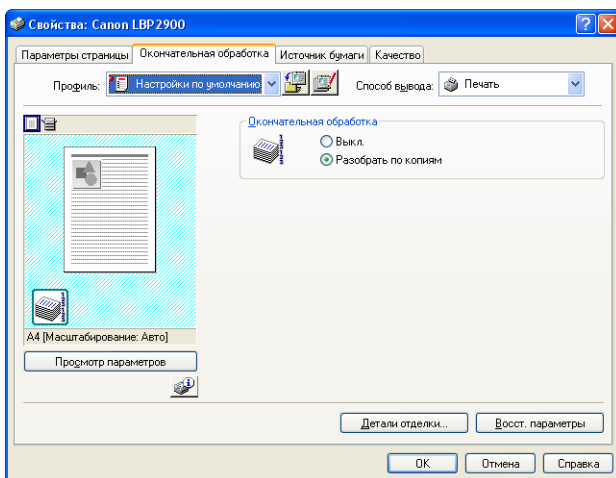 Свойства: Canon LBP2900
Параметры страницы Окончательная обработка Источник бумаги Качество
Профиль: Настройки по умолчанию Способ вывода: Печать
Окончательная обработка
Выкл.
Разобрать по копиям
A4 [Масштабирование: Авто]
Просмотр параметров
Детали отделки... Восст. параметры
OK Отмена Справка